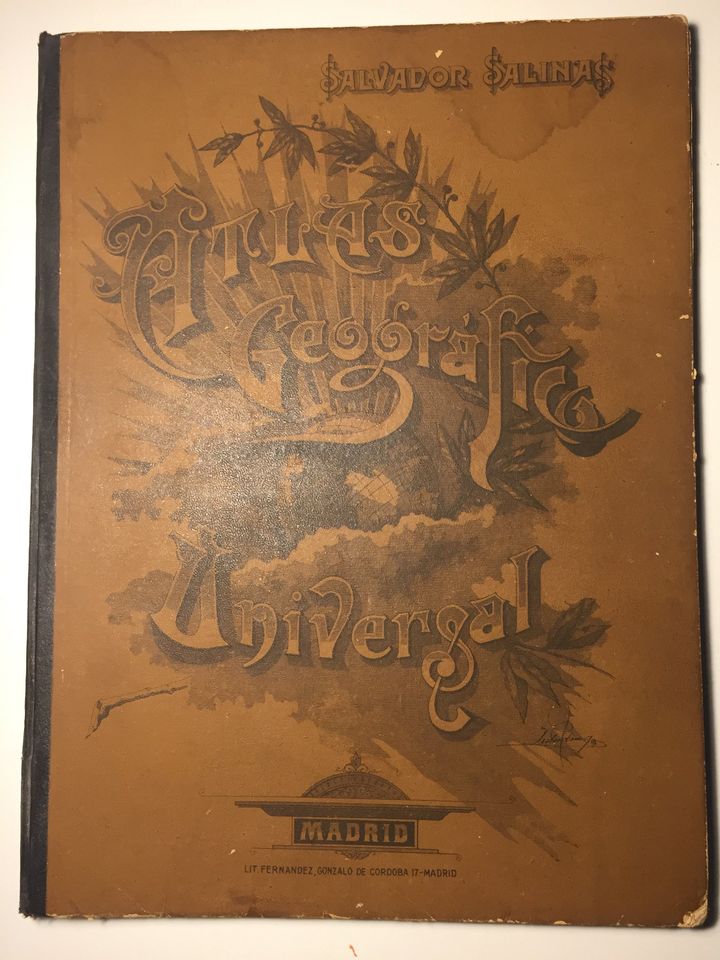 SALVADOR SALINAS
ATLAS
Geográfico
Universal
MADRID
LIT. FERNANDEZ, GONZALO DE CORDOBA 17-MADRID